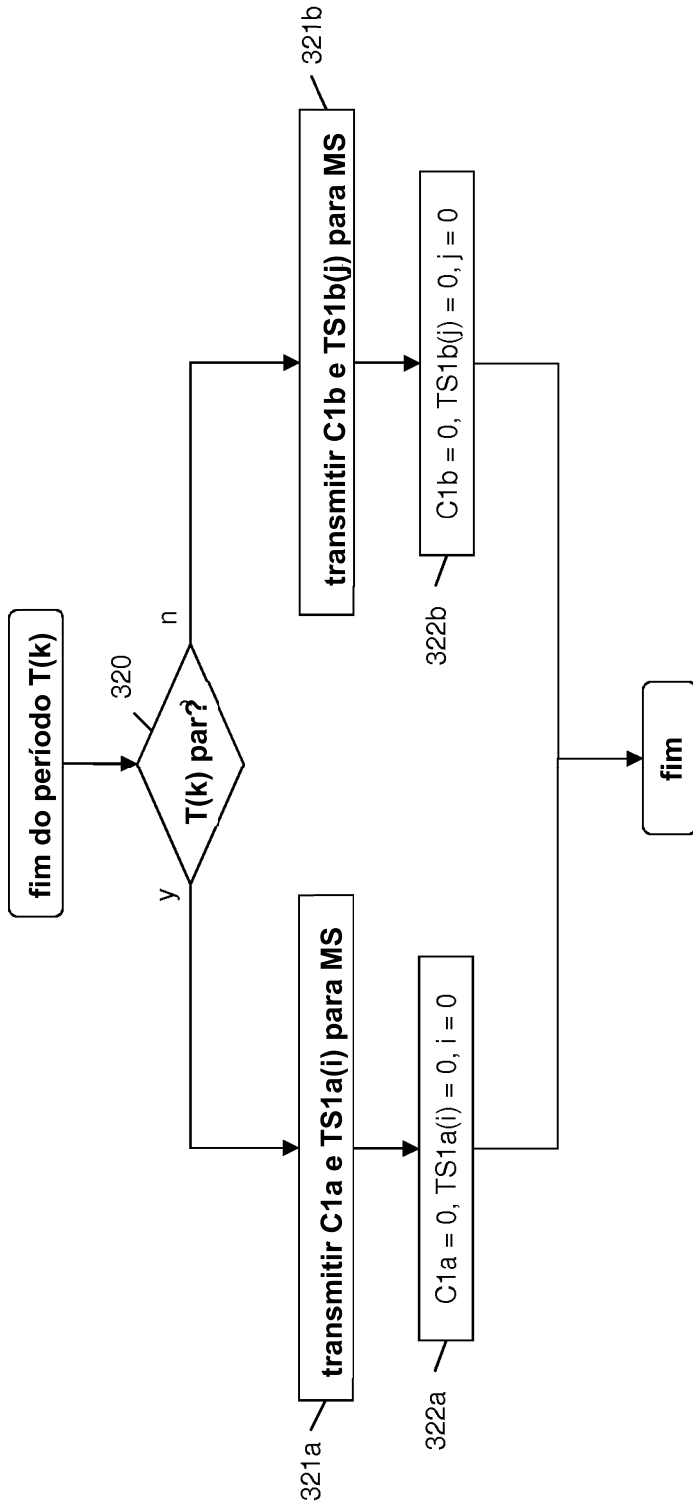 fim do período T(k)
320
T(k) par?
y
n
321a
transmitir C1a e TS1a(i) para MS
transmitir C1b e TS1b(j) para MS
321b
322a
C1a = 0, TS1a(i) = 0, i = 0
322b
C1b = 0, TS1b(j) = 0, j = 0
fim